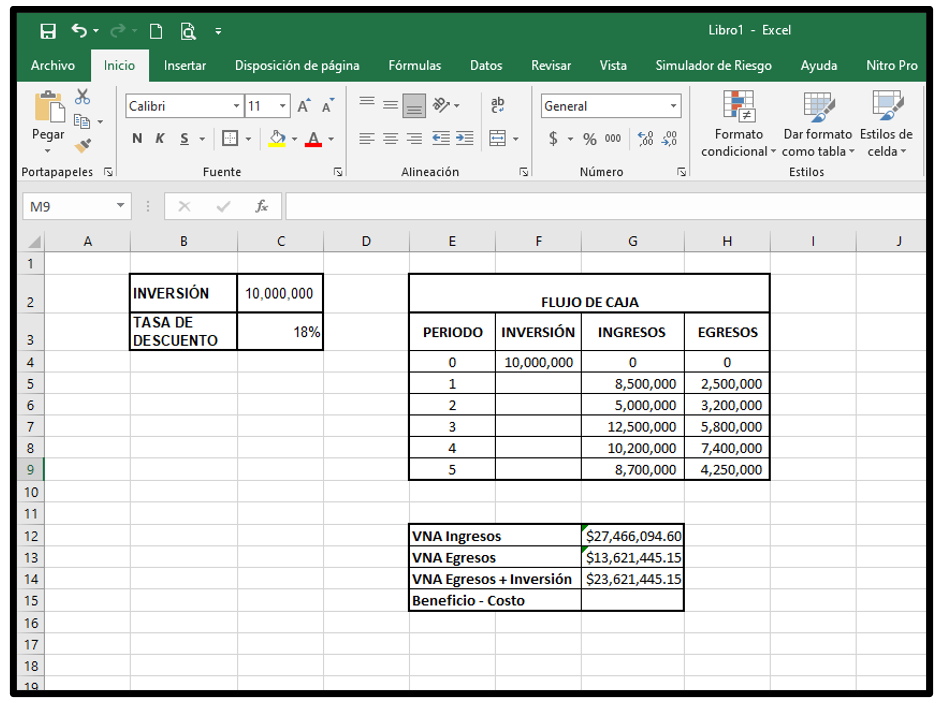 Libro1 - Excel
Archivo Inicio Insertar Disposición de página Fórmulas Datos Revisar Vista Simulador de Riesgo Ayuda Nitro Pro
Pegar
Calibri 11
N K S
A A A
ab
General
$ % 000
Formato condicional
Dar formato como tabla
Estilos de celda
Portapapeles Fuente Alineación Número Estilos
M9 fx
A B C D E F G H I J
1
2 INVERSIÓN 10,000,000 FLUJO DE CAJA
3 TASA DE DESCUENTO 18% PERIODO INVERSIÓN INGRESOS EGRESOS
4 0 10,000,000 0 0
5 1 8,500,000 2,500,000
6 2 5,000,000 3,200,000
7 3 12,500,000 5,800,000
8 4 10,200,000 7,400,000
9 5 8,700,000 4,250,000
10
11
12 VNA Ingresos $27,466,094.60
13 VNA Egresos $13,621,445.15
14 VNA Egresos + Inversión $23,621,445.15
15 Beneficio - Costo
16
17
18
19